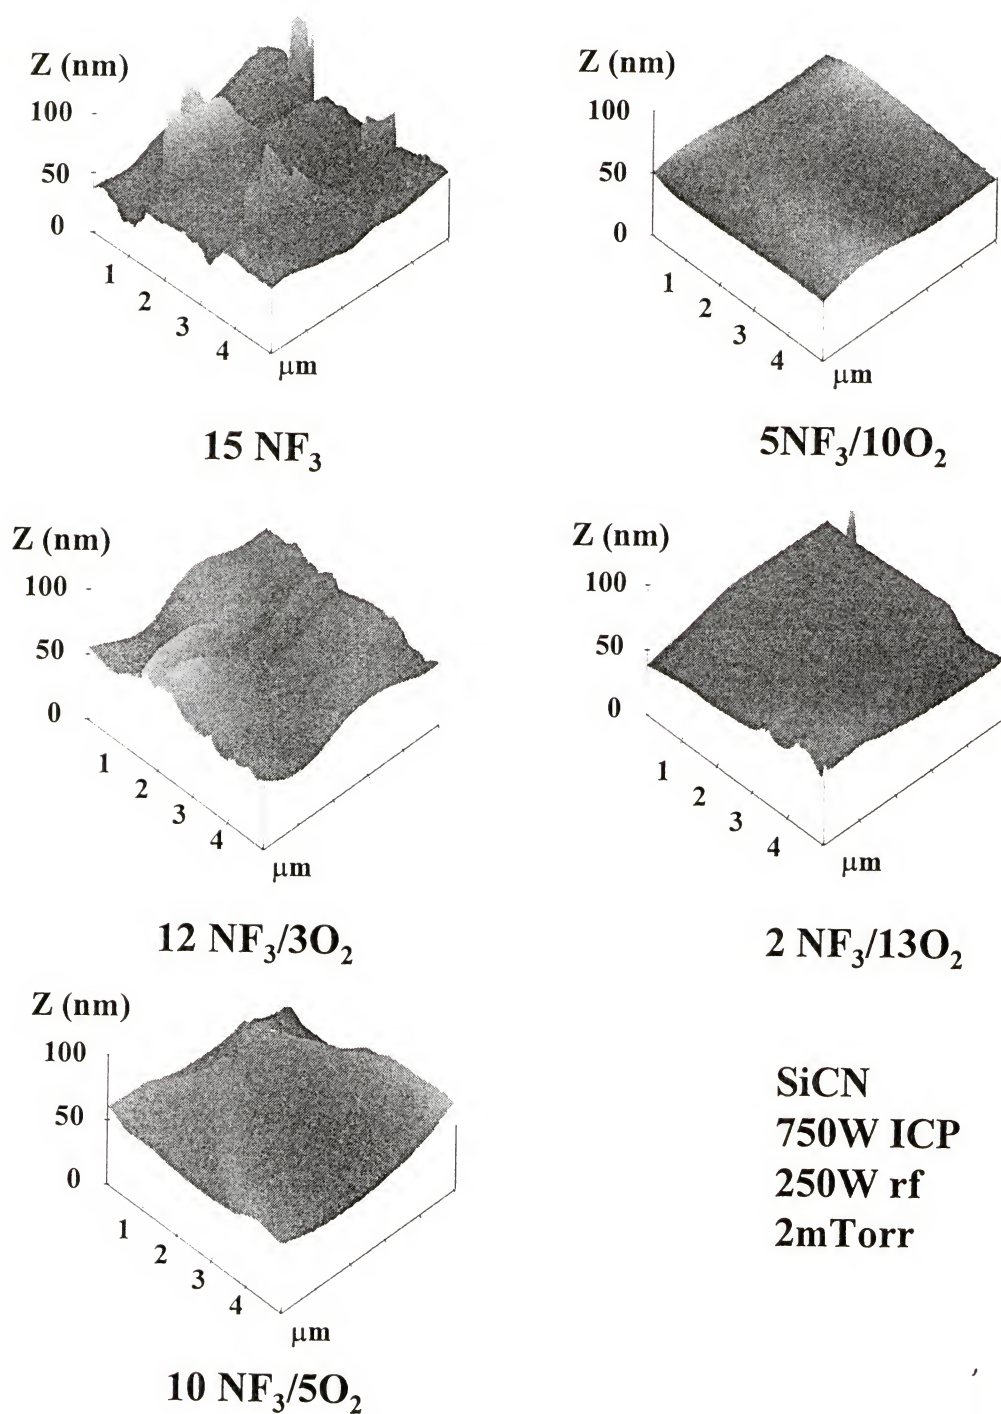 Z (nm)
100
50
0
1
2
3
4
µm
15 NF₃
Z (nm)
100
50
0
1
2
3
4
µm
5NF₃/10O₂
Z (nm)
100
50
0
1
2
3
4
µm
12 NF₃/3O₂
Z (nm)
100
50
0
1
2
3
4
µm
2 NF₃/13O₂
Z (nm)
100
50
0
1
2
3
4
µm
10 NF₃/5O₂
SiCN
750W ICP
250W rf
2mTorr